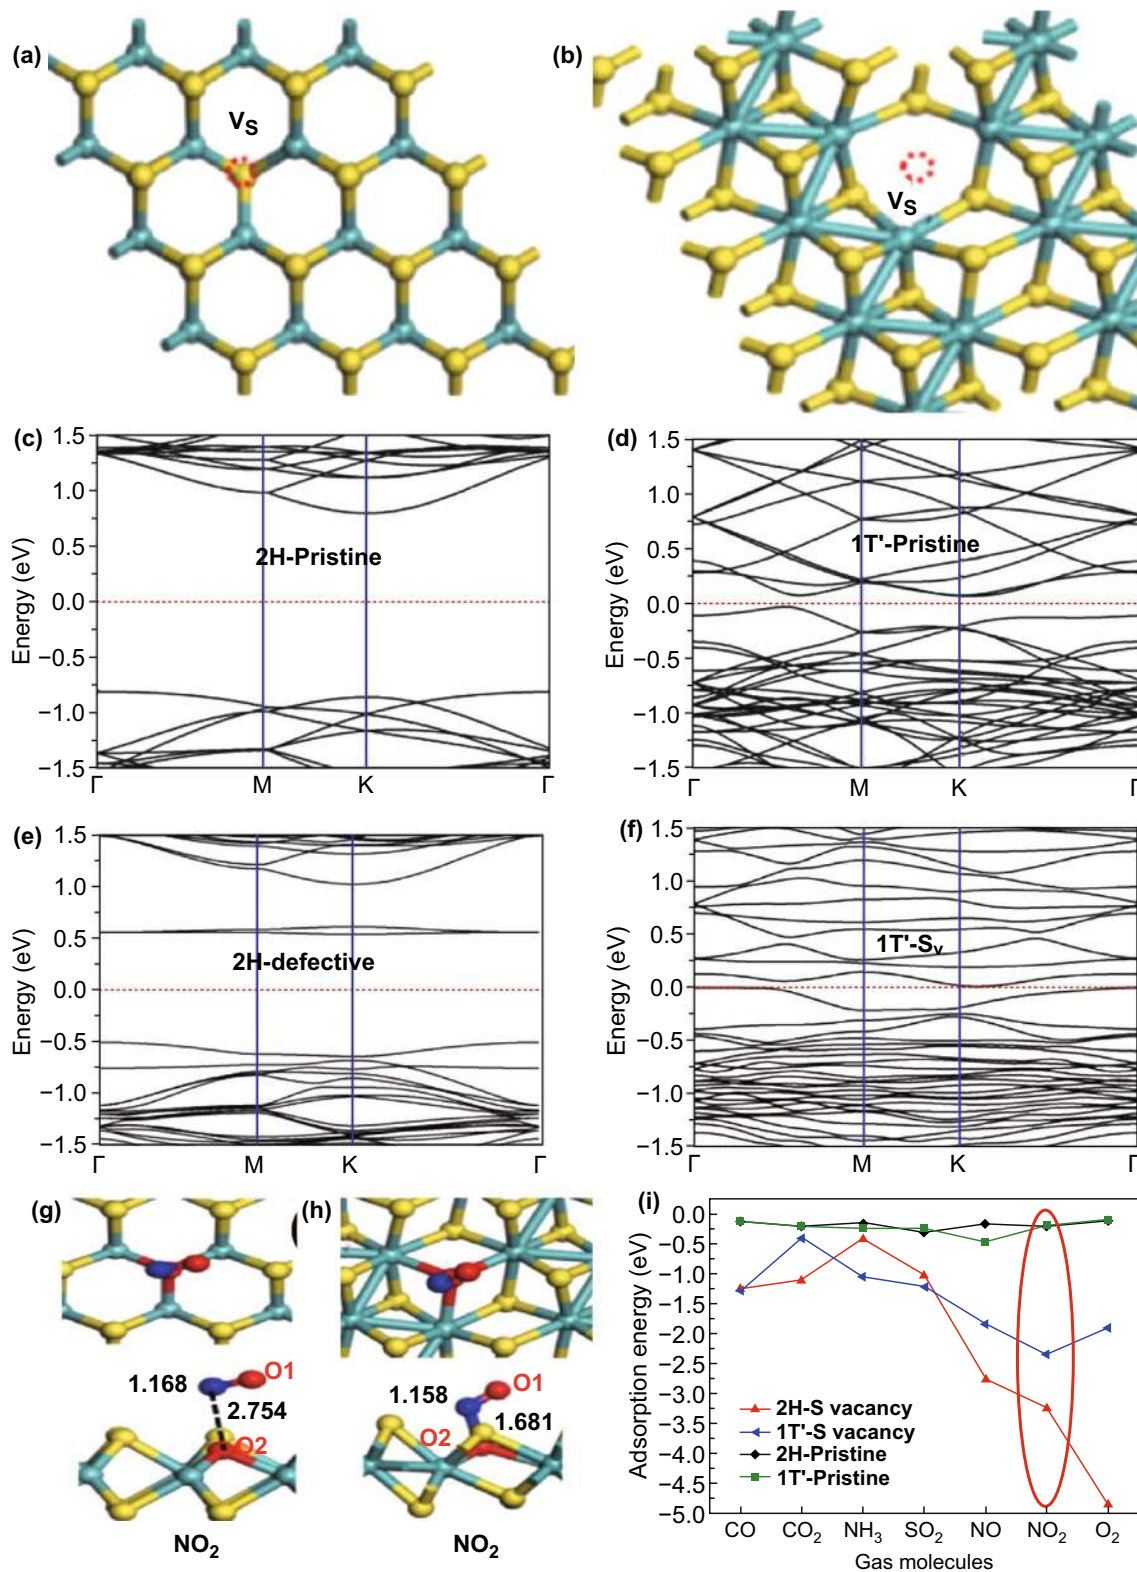 (a)
V_S
(b)
V_S
(c)
1.5
1.0
0.5
0.0
−0.5
−1.0
−1.5
Energy (eV)
2H-Pristine
Γ M K Γ
(d)
1.5
1.0
0.5
0.0
−0.5
−1.0
−1.5
Energy (eV)
1T'-Pristine
Γ M K Γ
(e)
1.5
1.0
0.5
0.0
−0.5
−1.0
−1.5
Energy (eV)
2H-defective
Γ M K Γ
(f)
1.5
1.0
0.5
0.0
−0.5
−1.0
−1.5
Energy (eV)
1T'-S_v
Γ M K Γ
(g)
1.168
O1
2.754
O2
NO₂
(h)
1.158
O1
1.681
O2
NO₂
(i)
0.0
−0.5
−1.0
−1.5
−2.0
−2.5
−3.0
−3.5
−4.0
−4.5
−5.0
Adsorption energy (eV)
2H-S vacancy
1T'-S vacancy
2H-Pristine
1T'-Pristine
CO CO₂ NH₃ SO₂ NO NO₂ O₂
Gas molecules